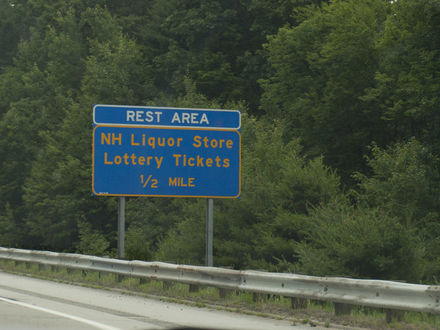 REST AREA
NH Liquor Store
Lottery Tickets
1/2 MILE